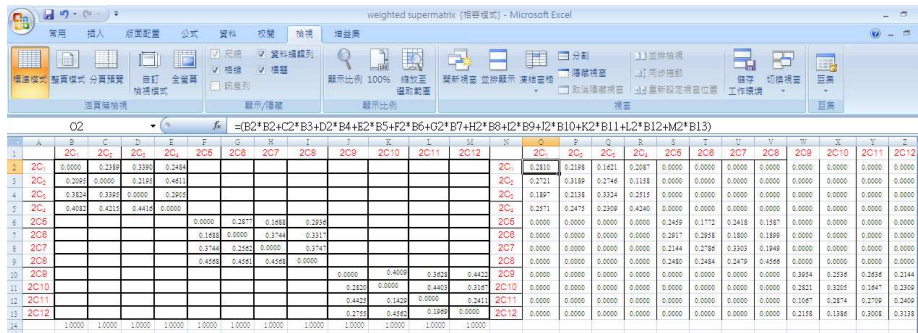 weighted supermatrix [相容模式] - Microsoft Excel
常用 插入 版面配置 公式 資料 校閱 檢視 增益集
標準模式 整頁模式 分頁預覽 自訂檢視模式 全螢幕
尺規 資料編輯列
格線 標題
訊息列
顯示比例 100% 縮放至選取範圍
開新視窗 並排顯示 凍結窗格
分割
隱藏視窗
取消隱藏視窗
並排檢視
同步捲動
重新設定視窗位置
儲存工作環境 切換視窗 巨集
活頁簿檢視 顯示/隱藏 顯示比例 視窗 巨集
O2 fx =(B2*B2+C2*B3+D2*B4+E2*B5+F2*B6+G2*B7+H2*B8+I2*B9+J2*B10+K2*B11+L2*B12+M2*B13)
A B C D E F G H I J K L M N O P Q R S T U V W X Y Z
1 2C₁ 2C₂ 2C₃ 2C₄ 2C5 2C6 2C7 2C8 2C9 2C10 2C11 2C12 2C₁ 2C₂ 2C₃ 2C₄ 2C5 2C6 2C7 2C8 2C9 2C10 2C11 2C12
2 2C₁ 0.0000 0.2389 0.3390 0.2484 2C₁ 0.2810 0.2198 0.1621 0.2087 0.0000 0.0000 0.0000 0.0000 0.0000 0.0000 0.0000 0.0000
3 2C₂ 0.2095 0.0000 0.2195 0.4611 2C₂ 0.2721 0.3189 0.2746 0.1158 0.0000 0.0000 0.0000 0.0000 0.0000 0.0000 0.0000 0.0000
4 2C₃ 0.3824 0.3395 0.0000 0.2905 2C₃ 0.1897 0.2138 0.3324 0.2515 0.0000 0.0000 0.0000 0.0000 0.0000 0.0000 0.0000 0.0000
5 2C₄ 0.4082 0.4215 0.4416 0.0000 2C₄ 0.2571 0.2475 0.2309 0.4240 0.0000 0.0000 0.0000 0.0000 0.0000 0.0000 0.0000 0.0000
6 2C5 0.0000 0.2877 0.1688 0.2936 2C5 0.0000 0.0000 0.0000 0.0000 0.2459 0.1772 0.2418 0.1587 0.0000 0.0000 0.0000 0.0000
7 2C6 0.1688 0.0000 0.3744 0.3317 2C6 0.0000 0.0000 0.0000 0.0000 0.2917 0.2958 0.1800 0.1899 0.0000 0.0000 0.0000 0.0000
8 2C7 0.3744 0.2562 0.0000 0.3747 2C7 0.0000 0.0000 0.0000 0.0000 0.2144 0.2786 0.3303 0.1949 0.0000 0.0000 0.0000 0.0000
9 2C8 0.4568 0.4561 0.4568 0.0000 2C8 0.0000 0.0000 0.0000 0.0000 0.2480 0.2484 0.2479 0.4566 0.0000 0.0000 0.0000 0.0000
10 2C9 0.0000 0.4009 0.3628 0.4422 2C9 0.0000 0.0000 0.0000 0.0000 0.0000 0.0000 0.0000 0.0000 0.3954 0.2536 0.2636 0.2144
11 2C10 0.2820 0.0000 0.4403 0.3167 2C10 0.0000 0.0000 0.0000 0.0000 0.0000 0.0000 0.0000 0.0000 0.2821 0.3205 0.1647 0.2309
12 2C11 0.4425 0.1429 0.0000 0.2411 2C11 0.0000 0.0000 0.0000 0.0000 0.0000 0.0000 0.0000 0.0000 0.1067 0.2874 0.2709 0.2409
13 2C12 0.2755 0.4562 0.1969 0.0000 2C12 0.0000 0.0000 0.0000 0.0000 0.0000 0.0000 0.0000 0.0000 0.2158 0.1386 0.3008 0.3138
14 1.0000 1.0000 1.0000 1.0000 1.0000 1.0000 1.0000 1.0000 1.0000 1.0000 1.0000 1.0000